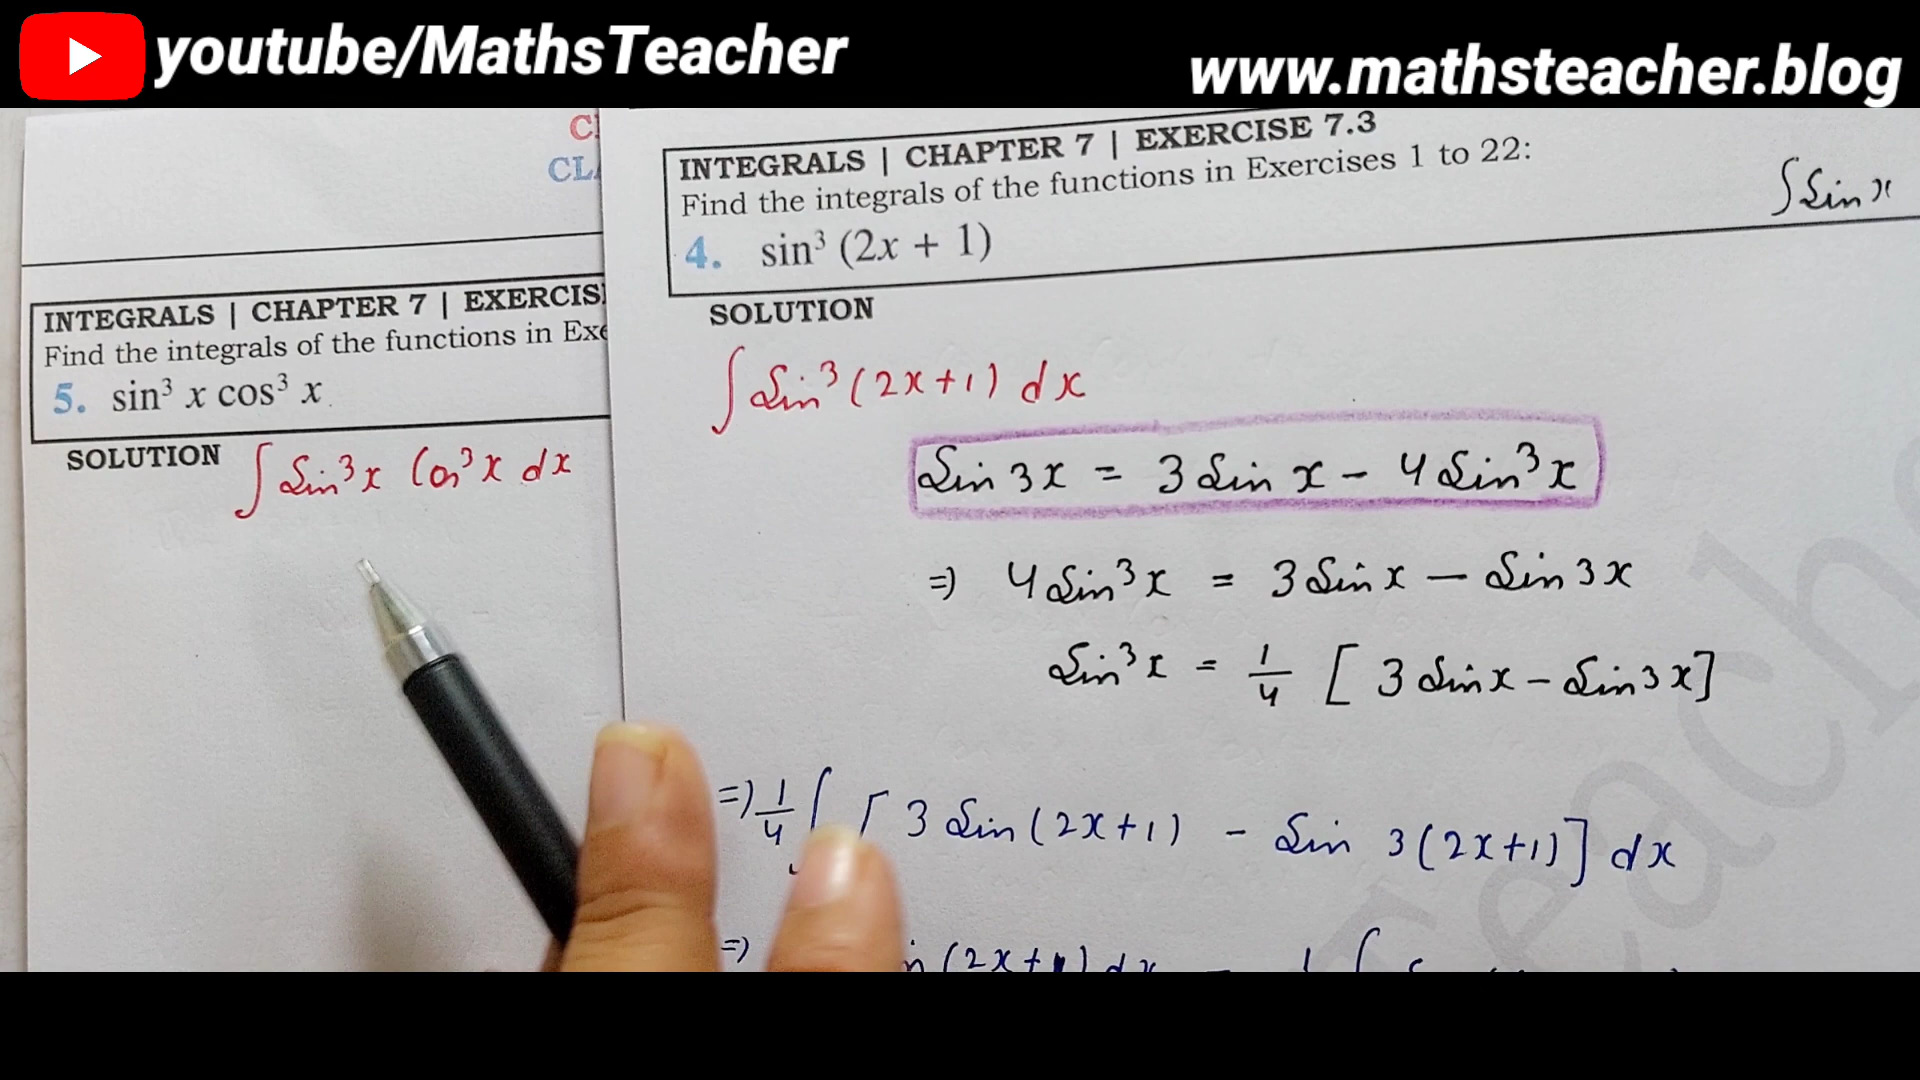 youtube/MathsTeacher
www.mathsteacher.blog
INTEGRALS | CHAPTER 7 | EXERCIS
Find the integrals of the functions in Exe
5. sin³ x cos³ x
SOLUTION ∫ Sin³x Cos³x dx
INTEGRALS | CHAPTER 7 | EXERCISE 7.3
Find the integrals of the functions in Exercises 1 to 22:
4. sin³ (2x + 1)
∫ Sin x
SOLUTION
∫ Sin³ (2x+1) dx
Sin 3x = 3 Sin x - 4 Sin³x
=) 4 Sin³x = 3 Sin x - Sin 3x
Sin³x = 1/4 [ 3 Sin x - Sin 3x ]
=) 1/4 ∫ [ 3 Sin (2x+1) - Sin 3(2x+1) ] dx
=)